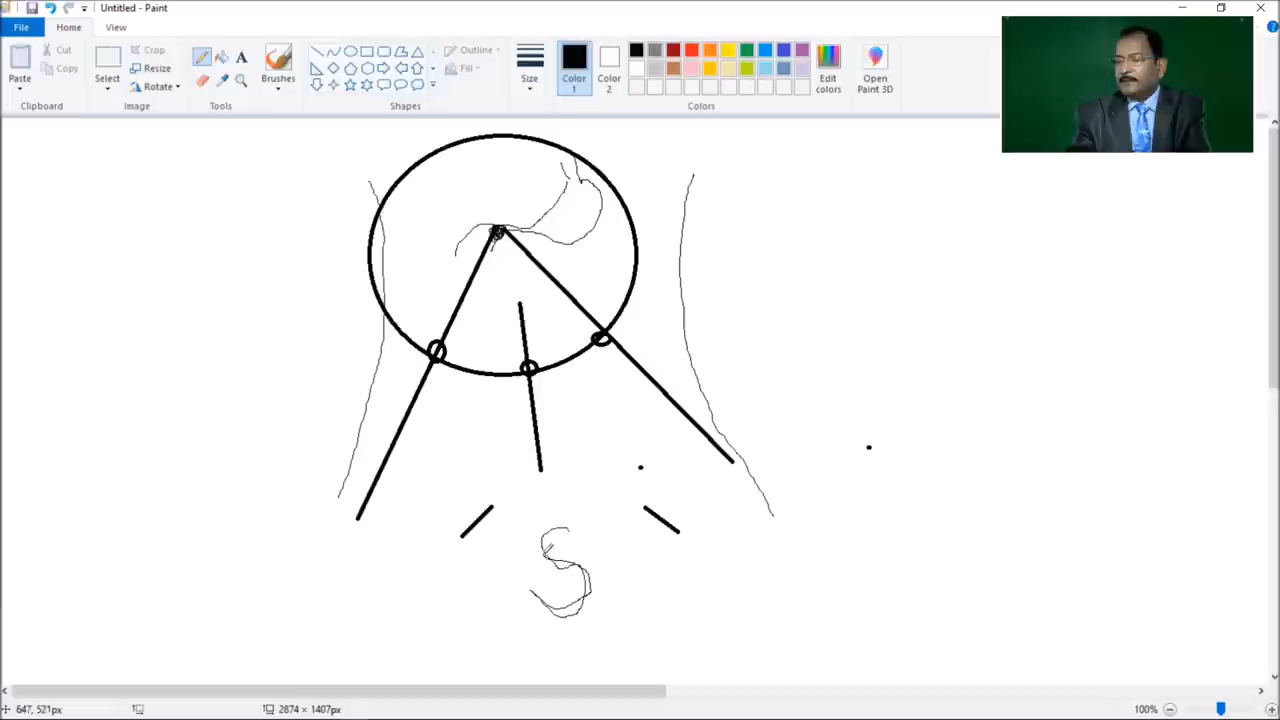 Untitled - Paint
File Home View
Paste
Cut
Copy
Clipboard
Select
Crop
Resize
Rotate
Image
A
Tools
Brushes
Outline
Fill
Shapes
Size
Color 1
Color 2
Edit colors
Colors
Open Paint 3D
S
647, 521px
2874 × 1407px
100%